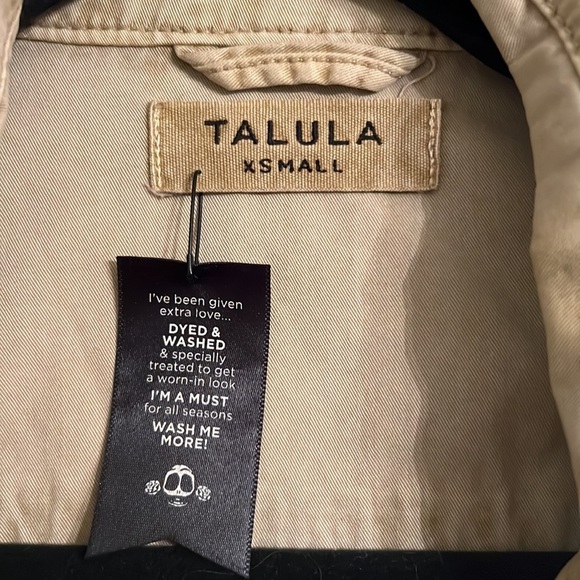 TALULA
XSMALL
I've been given
extra love...
DYED &
WASHED
& specially
treated to get
a worn-in look
I'M A MUST
for all seasons
WASH ME
MORE!